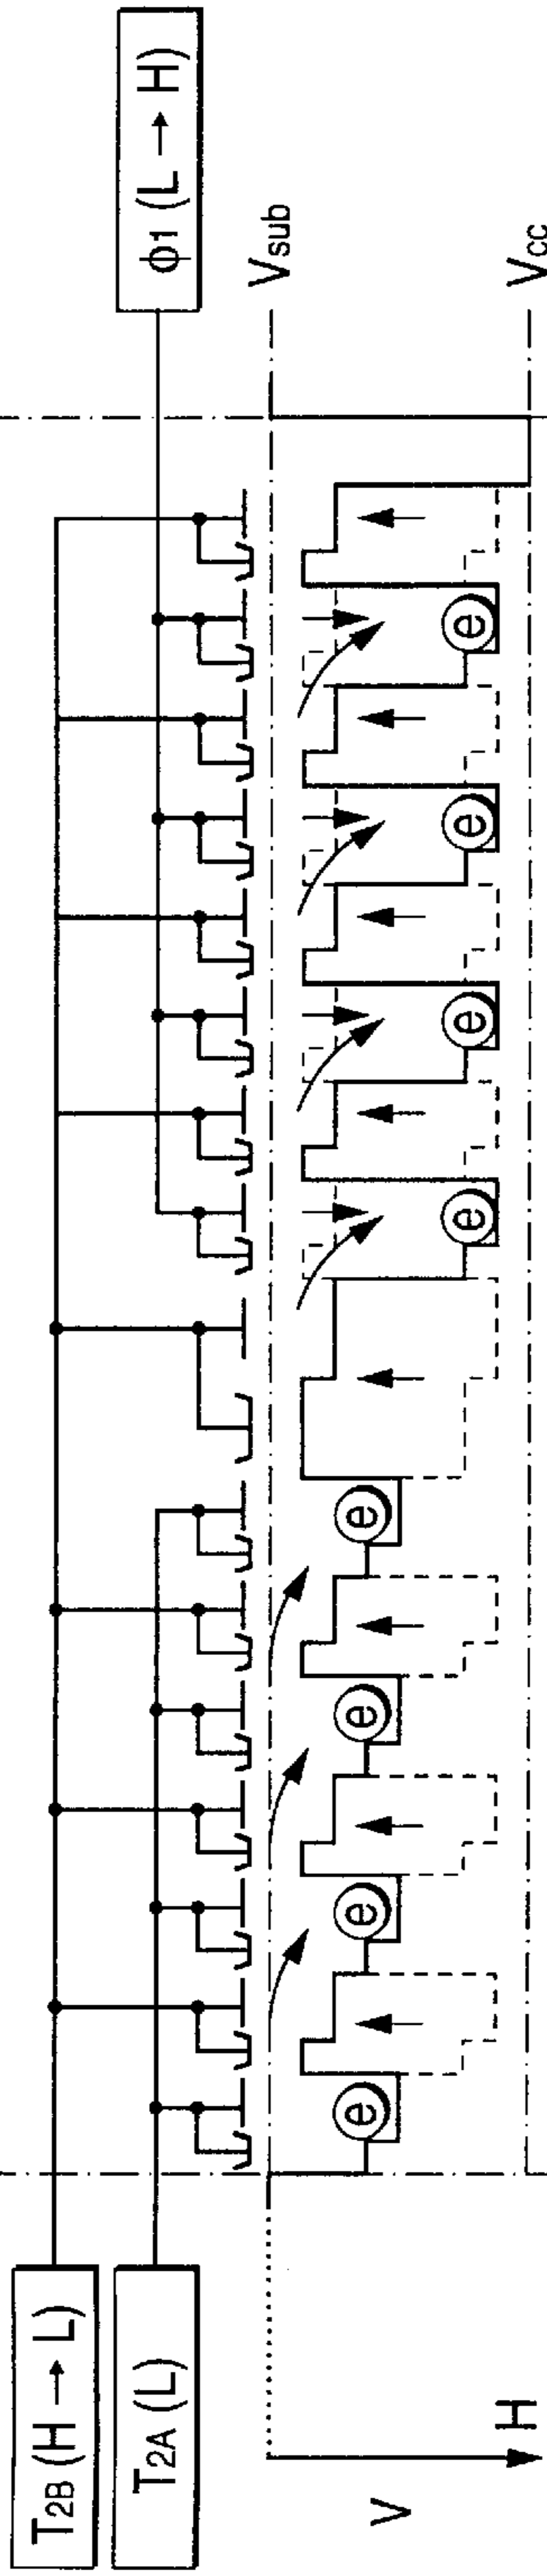 T2B (H → L)
T2A (L)
ϕ1 (L → H)
Vsub
e e e e e e e e
Vcc
V
H